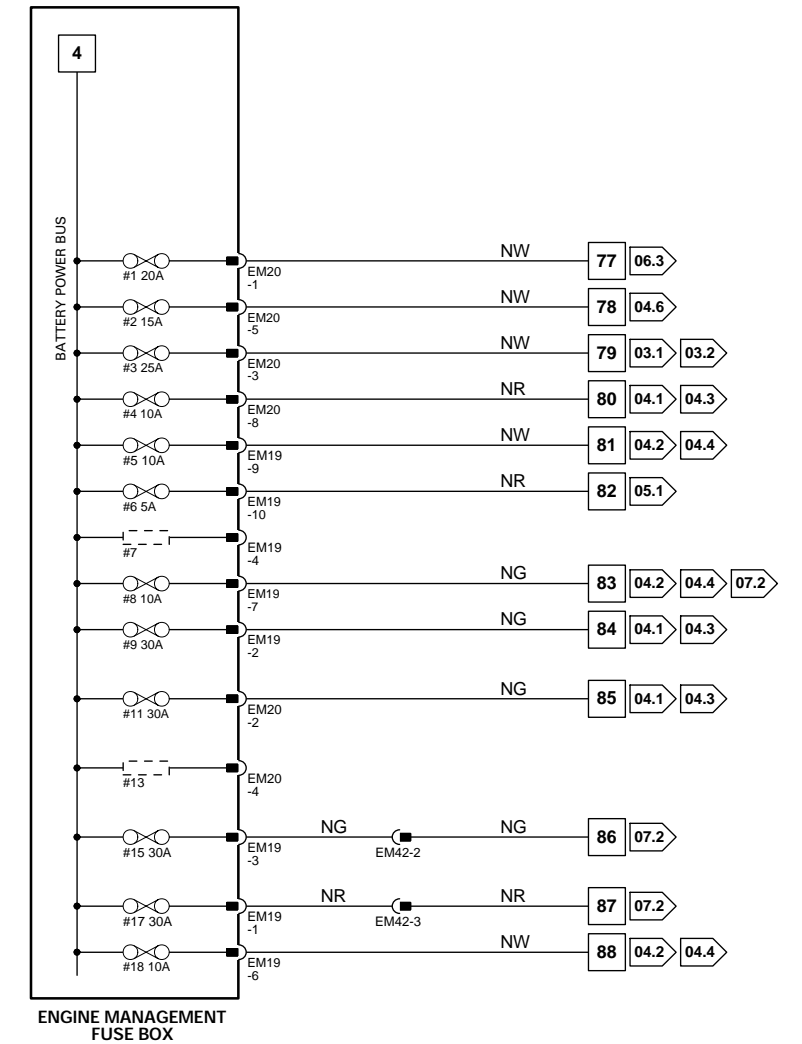 4
BATTERY POWER BUS
#1 20A EM20 -1 NW 77 06.3
#2 15A EM20 -5 NW 78 04.6
#3 25A EM20 -3 NW 79 03.1 03.2
#4 10A EM20 -8 NR 80 04.1 04.3
#5 10A EM19 -9 NW 81 04.2 04.4
#6 5A EM19 -10 NR 82 05.1
#7 EM19 -4
#8 10A EM19 -7 NG 83 04.2 04.4 07.2
#9 30A EM19 -2 NG 84 04.1 04.3
#11 30A EM20 -2 NG 85 04.1 04.3
#13 EM20 -4
#15 30A EM19 -3 NG EM42-2 NG 86 07.2
#17 30A EM19 -1 NR EM42-3 NR 87 07.2
#18 10A EM19 -6 NW 88 04.2 04.4
ENGINE MANAGEMENT
FUSE BOX